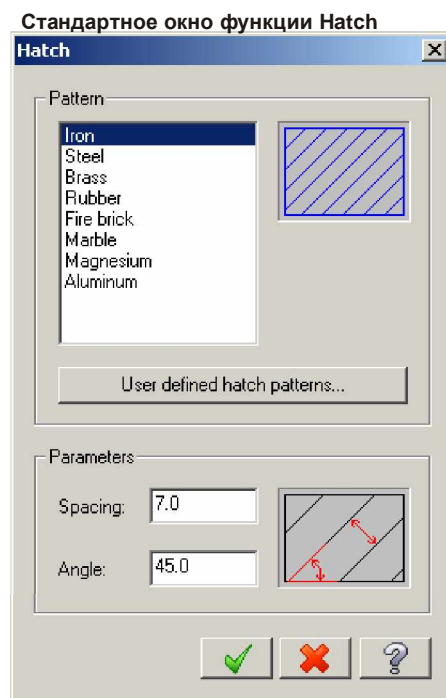 Стандартное окно функции Hatch
Hatch
Pattern
Iron
Steel
Brass
Rubber
Fire brick
Marble
Magnesium
Aluminum
User defined hatch patterns...
Parameters
Spacing: 7.0
Angle: 45.0